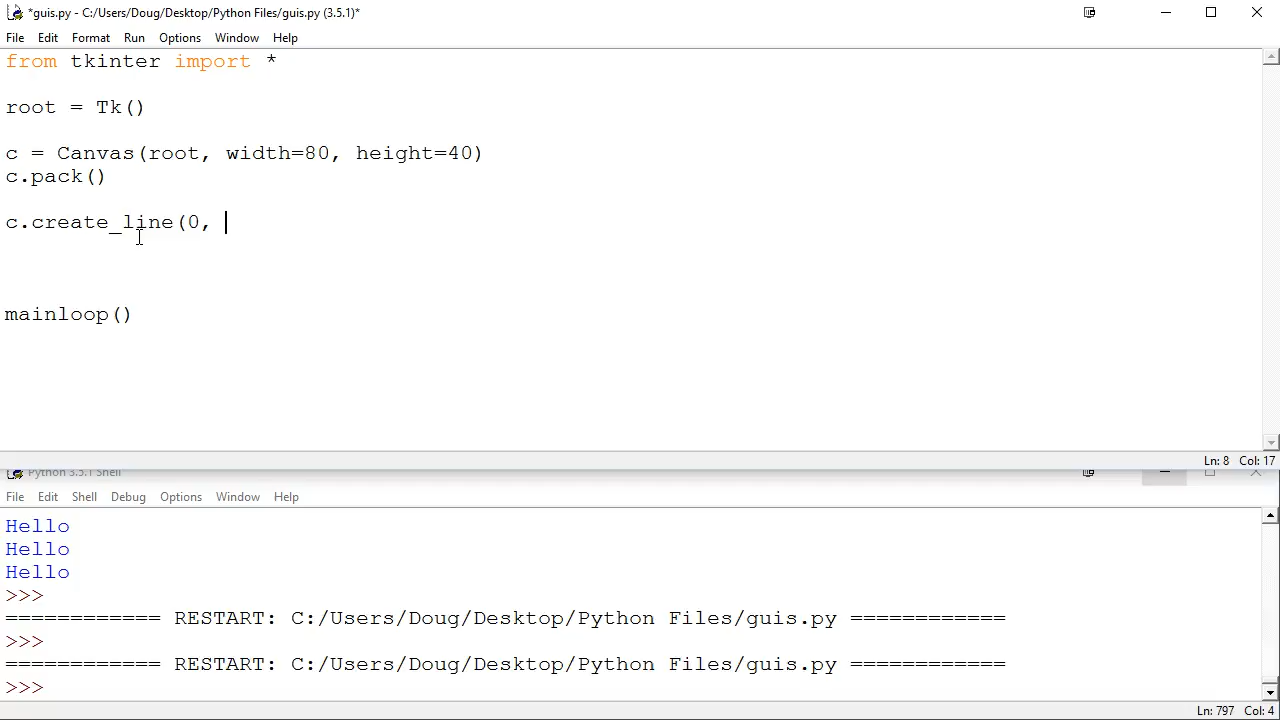 *guis.py - C:/Users/Doug/Desktop/Python Files/guis.py (3.5.1)*
File Edit Format Run Options Window Help
from tkinter import *
root = Tk()
c = Canvas(root, width=80, height=40)
c.pack()
c.create_line(0,
mainloop()
Ln: 8 Col: 17
Python 3.5.1 Shell
File Edit Shell Debug Options Window Help
Hello
Hello
Hello
>>>
============ RESTART: C:/Users/Doug/Desktop/Python Files/guis.py ============
>>>
============ RESTART: C:/Users/Doug/Desktop/Python Files/guis.py ============
>>>
Ln: 797 Col: 4